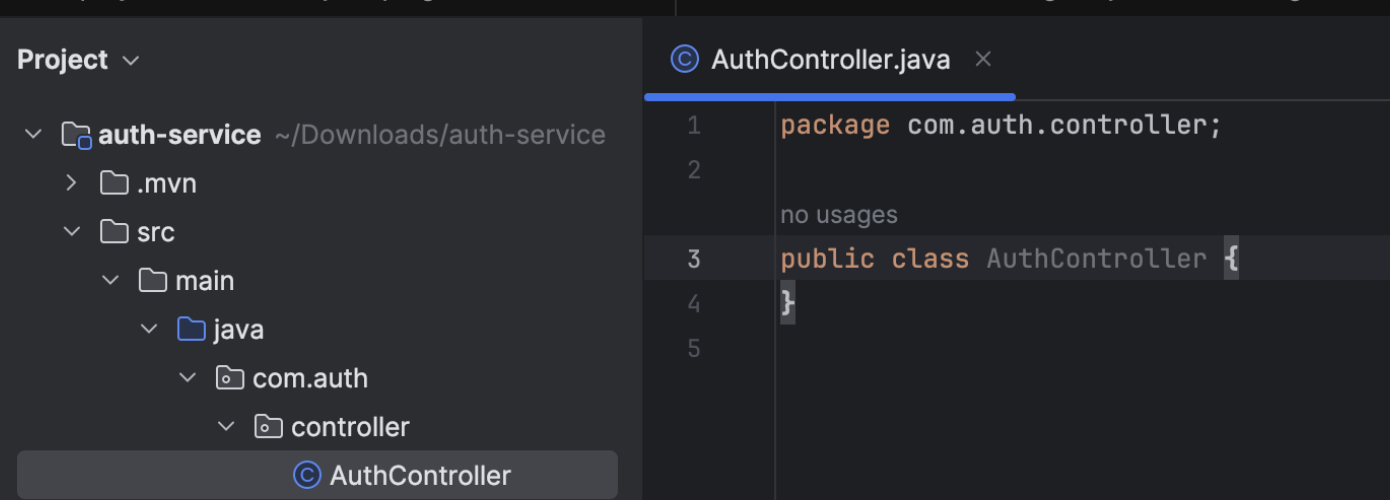 Project
auth-service ~/Downloads/auth-service
.mvn
src
main
java
com.auth
controller
AuthController
AuthController.java
1 package com.auth.controller;
2
no usages
3 public class AuthController {
4 }
5